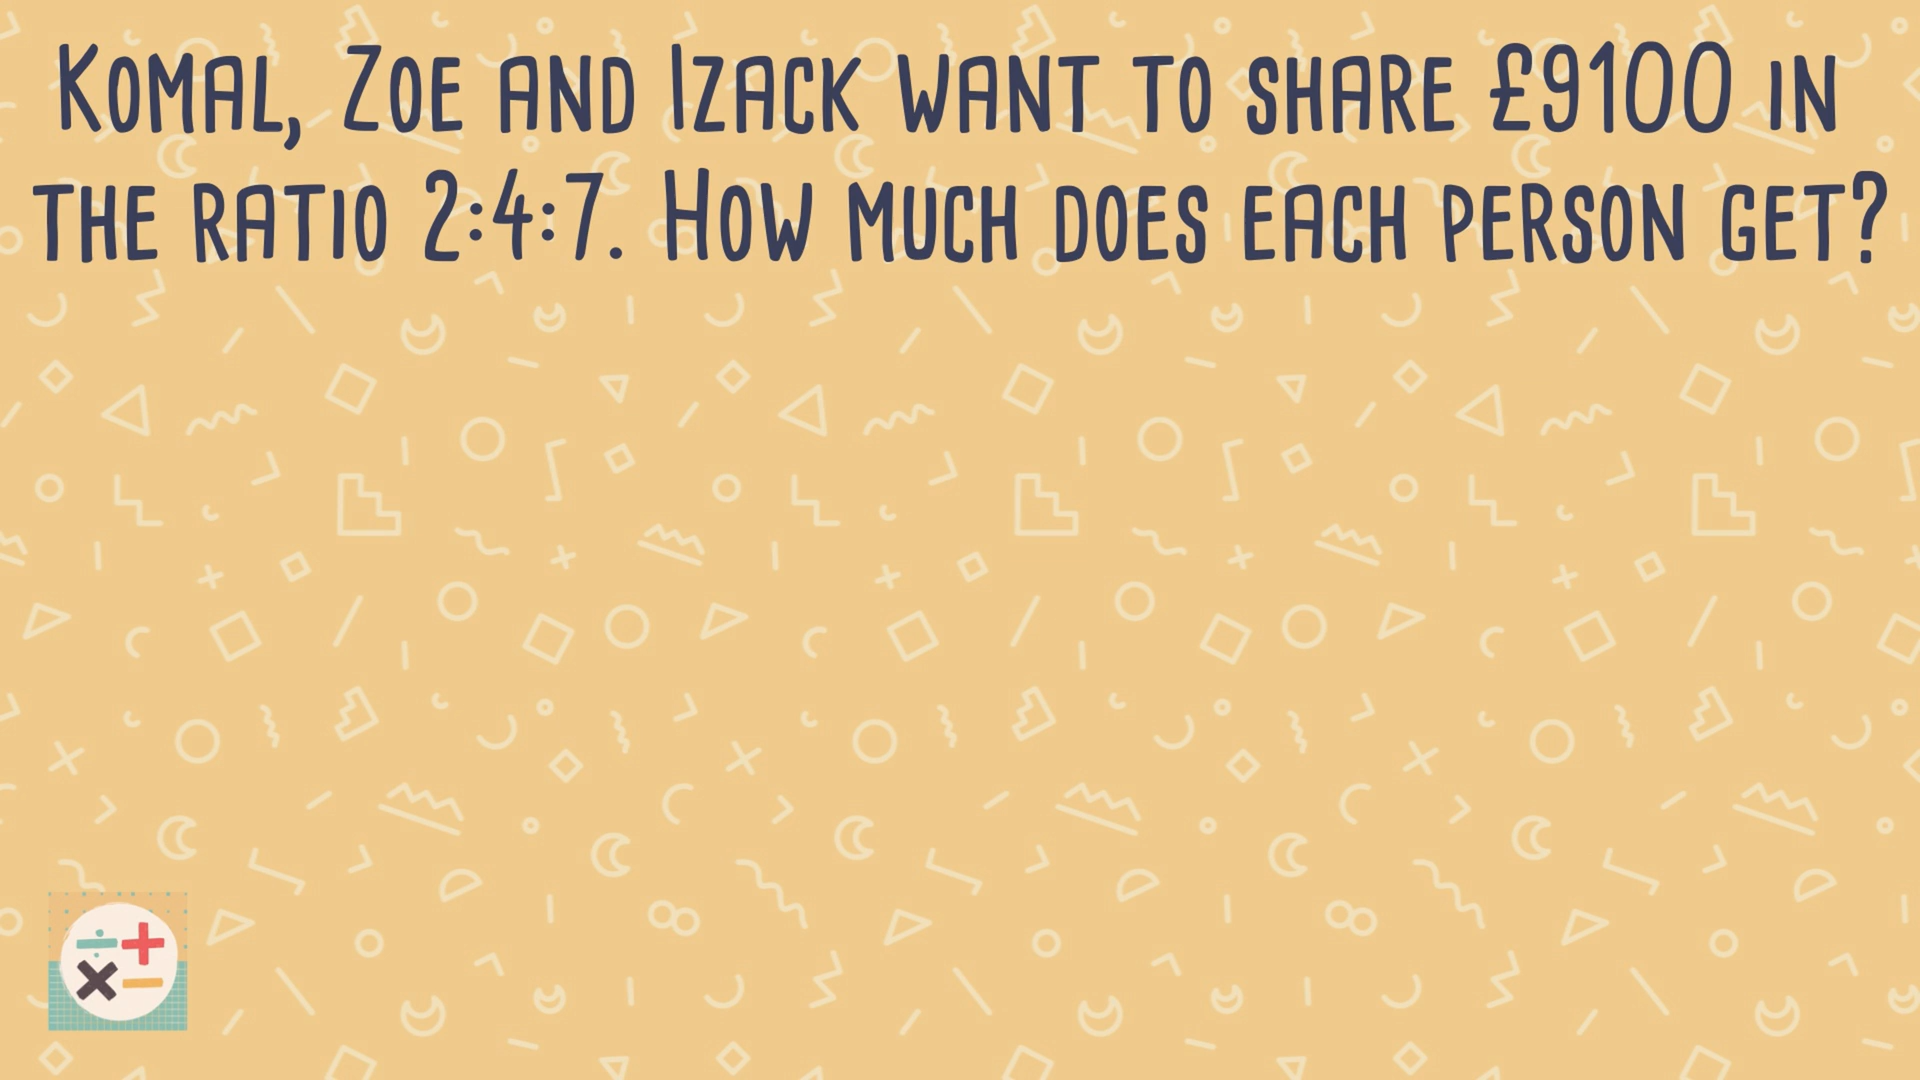 Komal, Zoe and Izack want to share £9100 in
the ratio 2:4:7. How much does each person get?